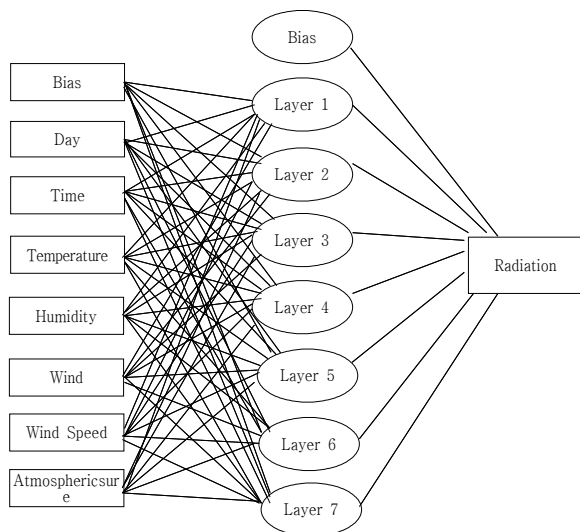 Bias
Day
Time
Temperature
Humidity
Wind
Wind Speed
Atmosphericsur
e
Bias
Layer 1
Layer 2
Layer 3
Layer 4
Layer 5
Layer 6
Layer 7
Radiation